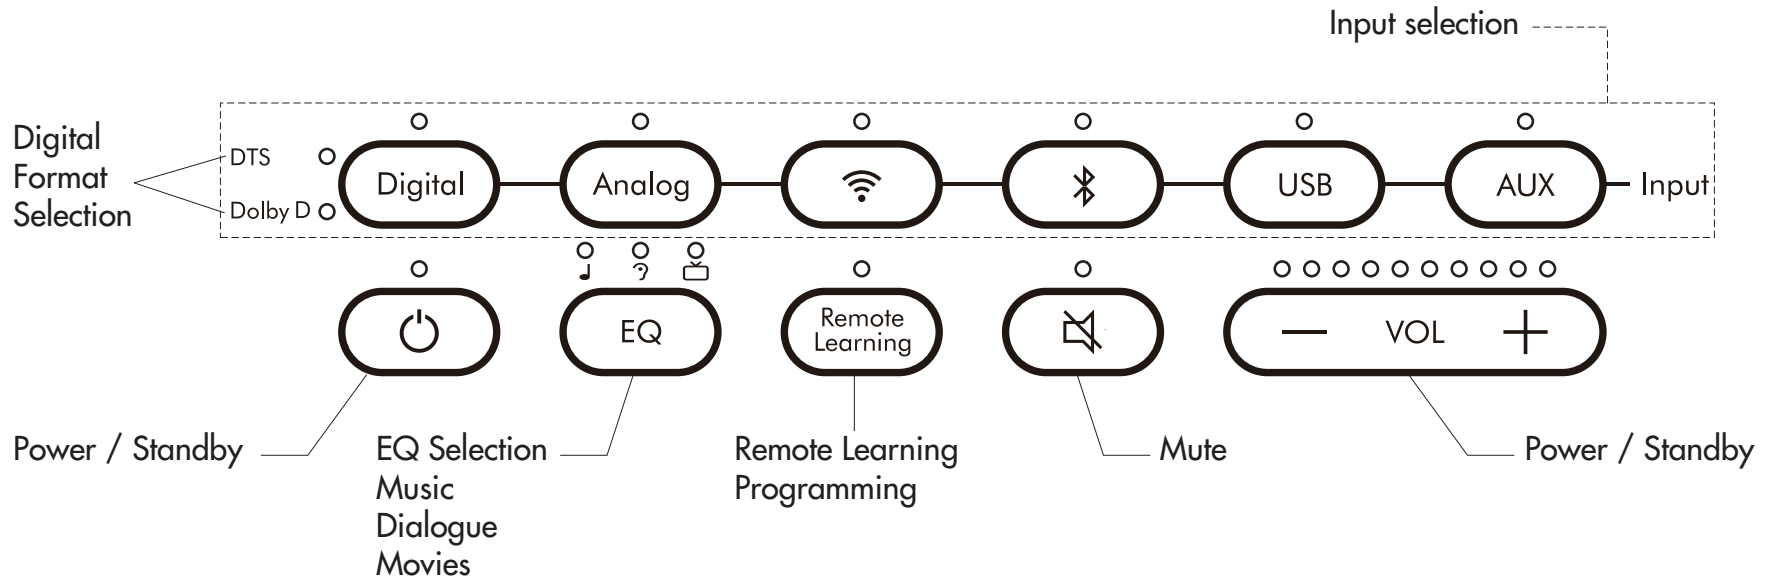 Input selection
Digital
Format
Selection
DTS
Dolby D
Digital
Analog
USB
AUX
Input
EQ
Remote
Learning
VOL
Power / Standby
EQ Selection
Music
Dialogue
Movies
Remote Learning
Programming
Mute
Power / Standby